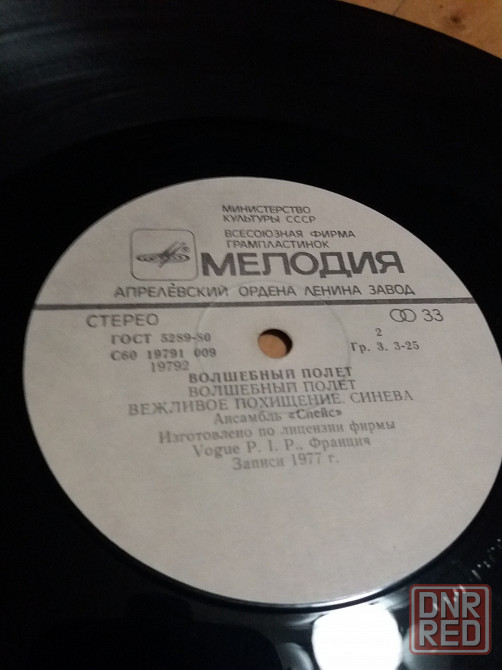 МИНИСТЕРСТВО
КУЛЬТУРЫ СССР
ВСЕСОЮЗНАЯ ФИРМА
ГРАМПЛАСТИНОК
МЕЛОДИЯ
АПРЕЛЕВСКИЙ ОРДЕНА ЛЕНИНА ЗАВОД
СТЕРЕО
33
ГОСТ 5289-80
2
С60 19791 009
Гр. 3. 3-25
19792
ВОЛШЕБНЫЙ ПОЛЕТ
ВОЛШЕБНЫЙ ПОЛЕТ
ВЕЖЛИВОЕ ПОХИЩЕНИЕ. СИНЕВА
Ансамбль «Спейс»
Изготовлено по лицензии фирмы
Vogue P. I. P., Франция
Записи 1977 г.
DNR
RED